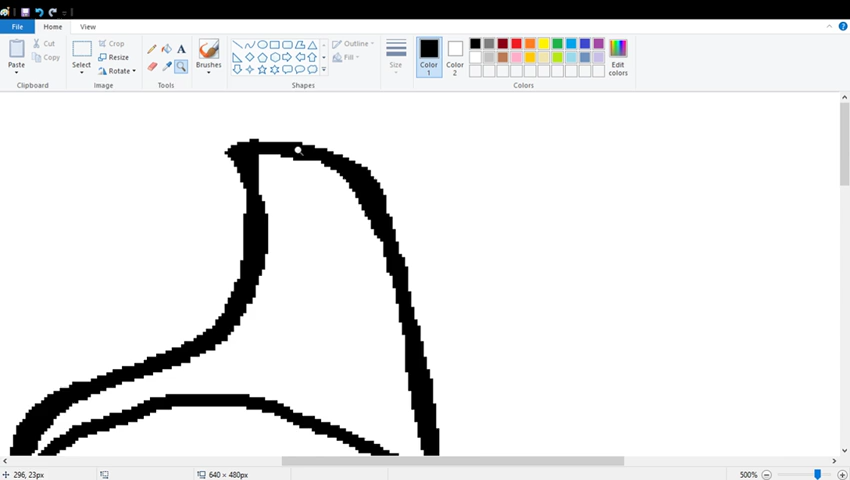 File Home View
Paste Cut Copy Clipboard
Select Crop Resize Rotate Image
A Tools
Brushes
Outline Fill Shapes
Size
Color 1 Color 2 Edit colors Colors
296, 23px 640 × 480px 500%